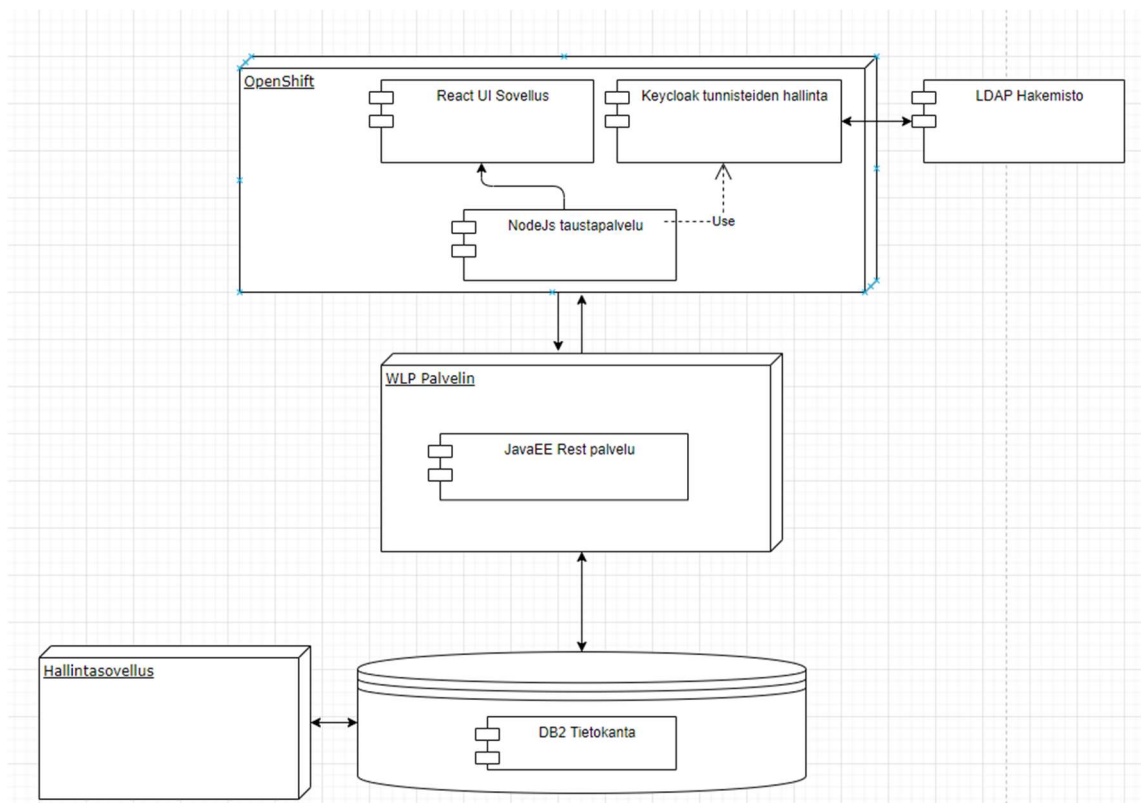 OpenShift
React UI Sovellus
Keycloak tunnisteiden hallinta
LDAP Hakemisto
NodeJs taustapalvelu
Use
WLP Palvelin
JavaEE Rest palvelu
Hallintasovellus
DB2 Tietokanta